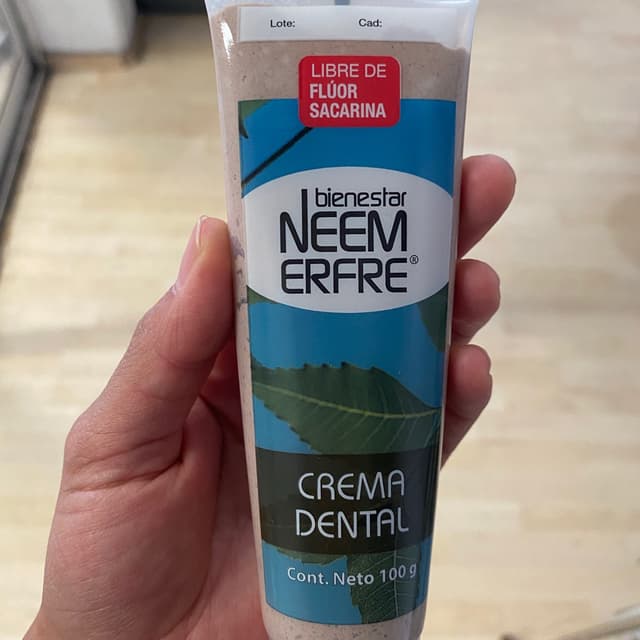 Lote: Cad:
LIBRE DE
FLÚOR
SACARINA
bienestar
NEEM
ERFRE®
CREMA
DENTAL
Cont. Neto 100 g